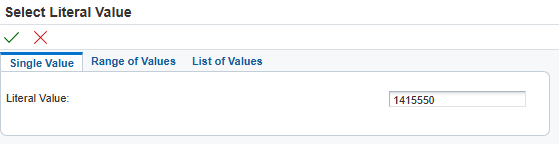 Select Literal Value
Single Value Range of Values List of Values
Literal Value: 1415550